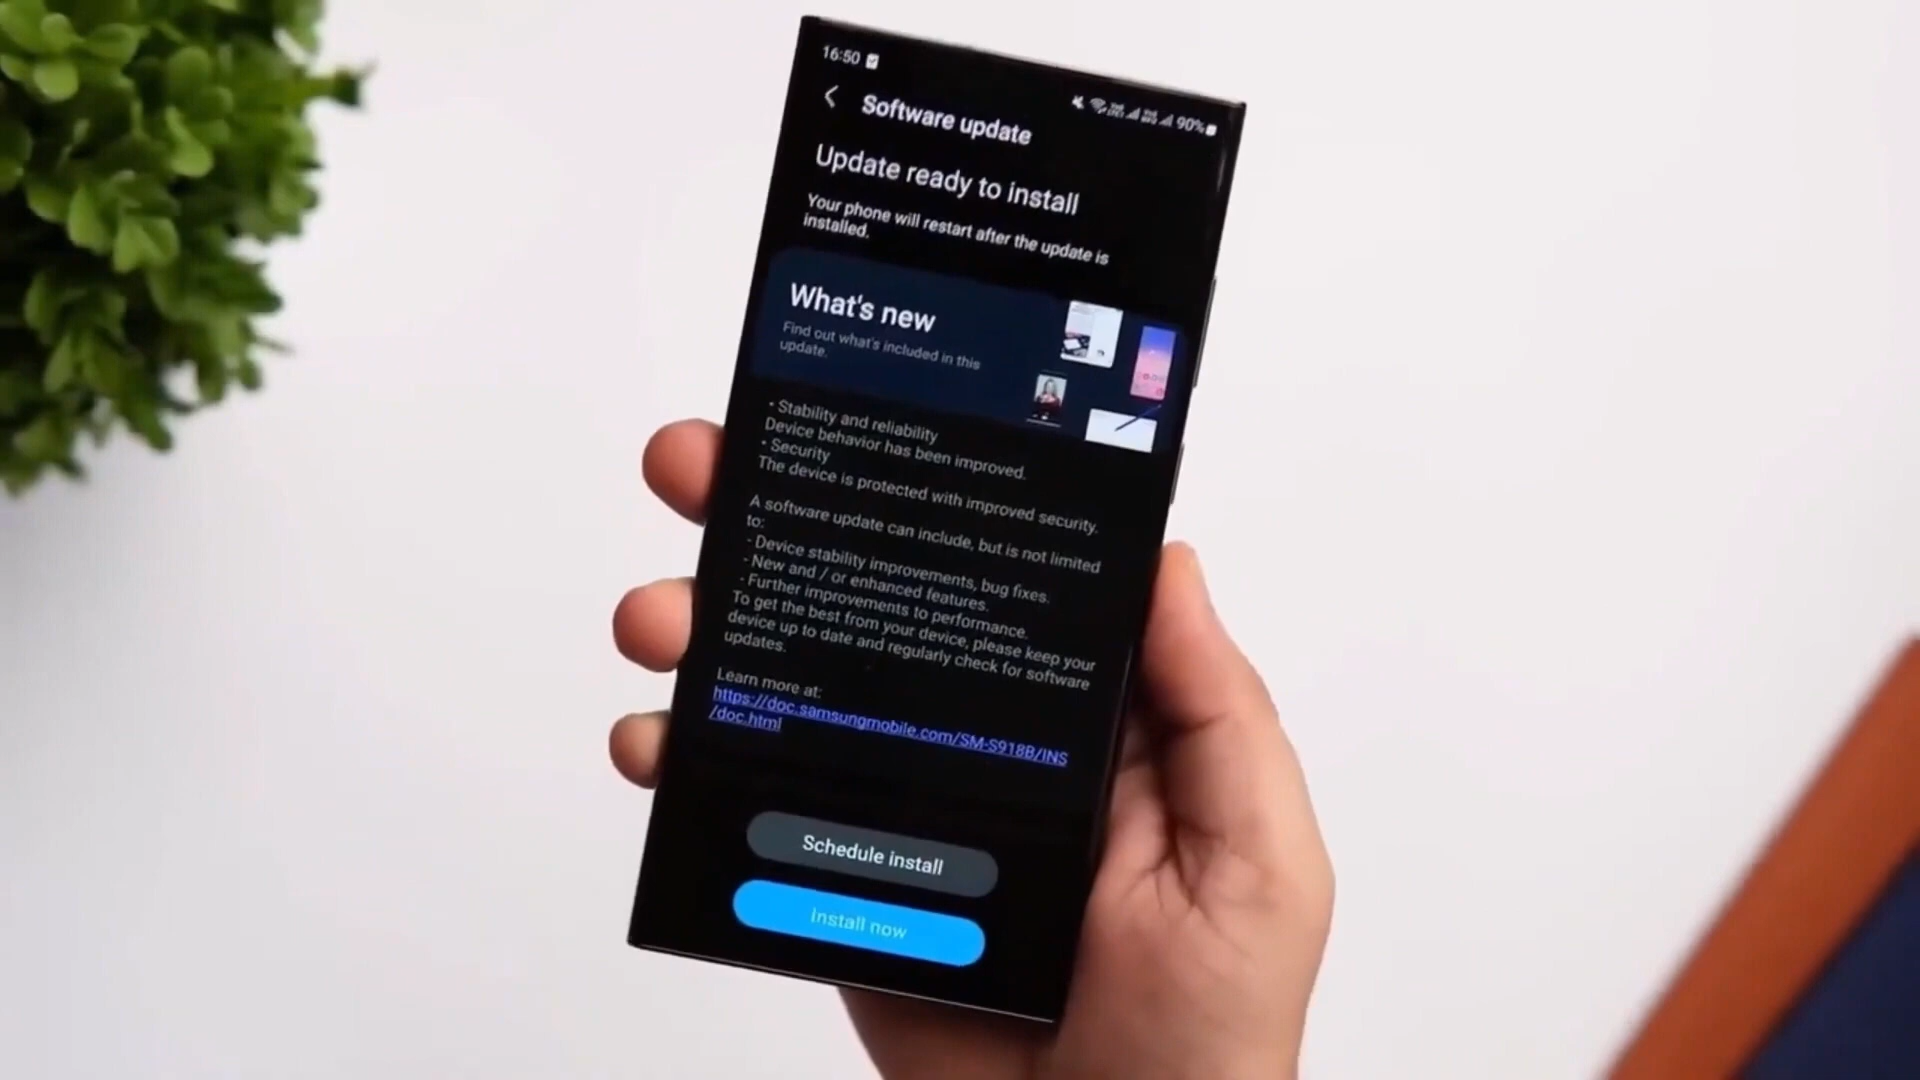 16:50
90%
Software update
Update ready to install
Your phone will restart after the update is
installed.
What's new
Find out what's included in this
update.
• Stability and reliability
Device behavior has been improved.
• Security
The device is protected with improved security.
A software update can include, but is not limited
to:
- Device stability improvements, bug fixes.
- New and / or enhanced features.
- Further improvements to performance.
To get the best from your device, please keep your
device up to date and regularly check for software
updates.
Learn more at:
https://doc.samsungmobile.com/SM-S918B/INS
/doc.html
Schedule install
Install now